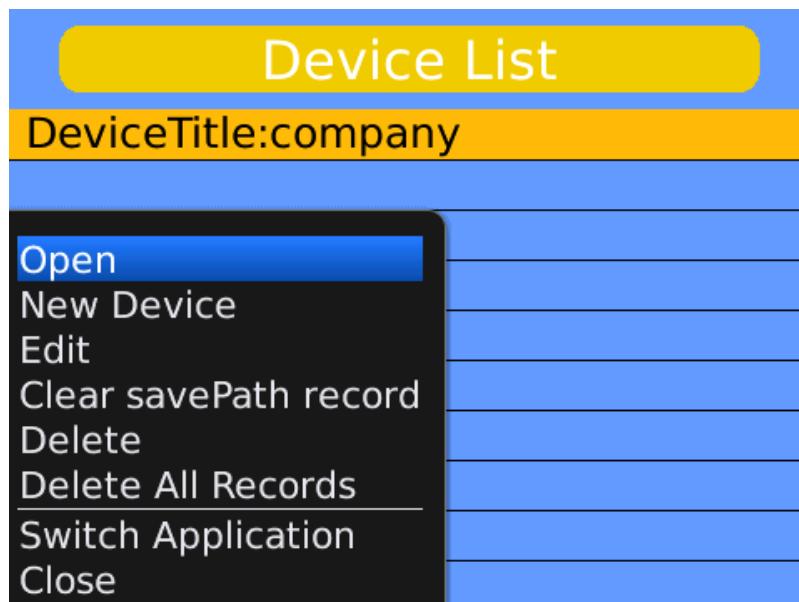 Device List
DeviceTitle:company
Open
New Device
Edit
Clear savePath record
Delete
Delete All Records
Switch Application
Close